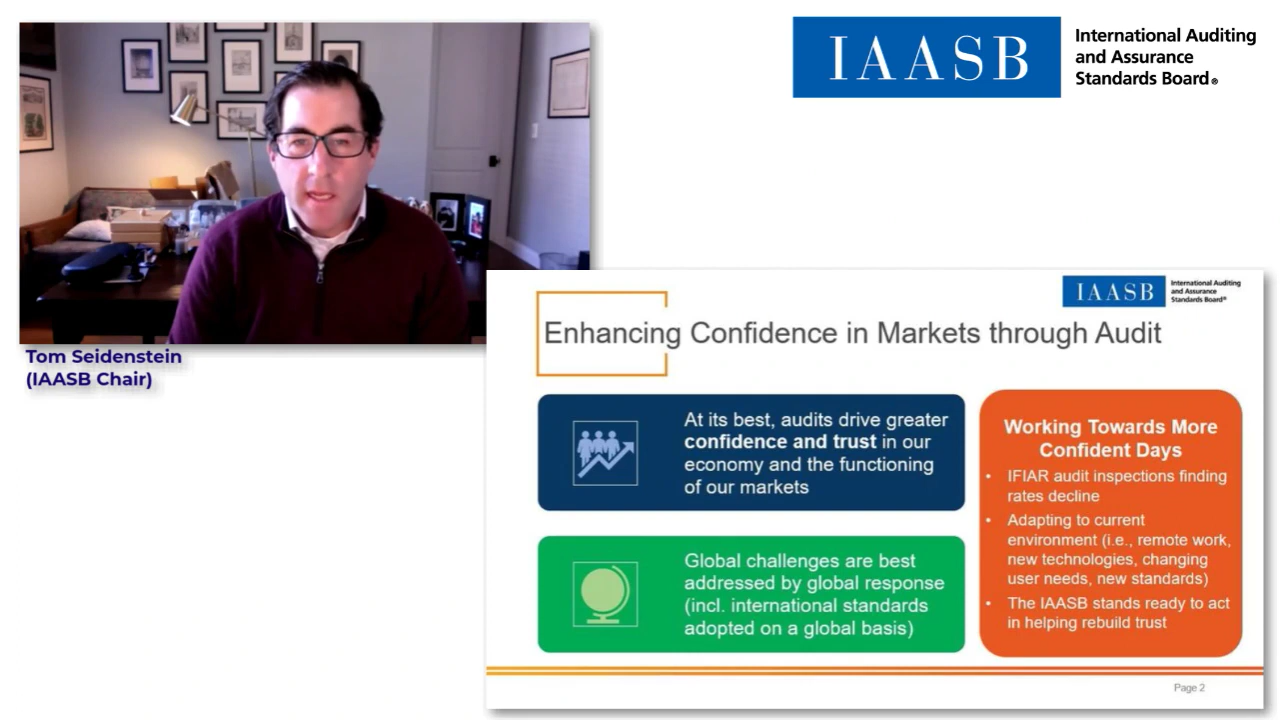 IAASB
International Auditing
and Assurance
Standards Board®
Tom Seidenstein
(IAASB Chair)
IAASB
International Auditing
and Assurance
Standards Board®
Enhancing Confidence in Markets through Audit
At its best, audits drive greater
confidence and trust in our
economy and the functioning
of our markets
Global challenges are best
addressed by global response
(incl. international standards
adopted on a global basis)
Working Towards More
Confident Days
• IFIAR audit inspections finding
rates decline
• Adapting to current
environment (i.e., remote work,
new technologies, changing
user needs, new standards)
• The IAASB stands ready to act
in helping rebuild trust
Page 2